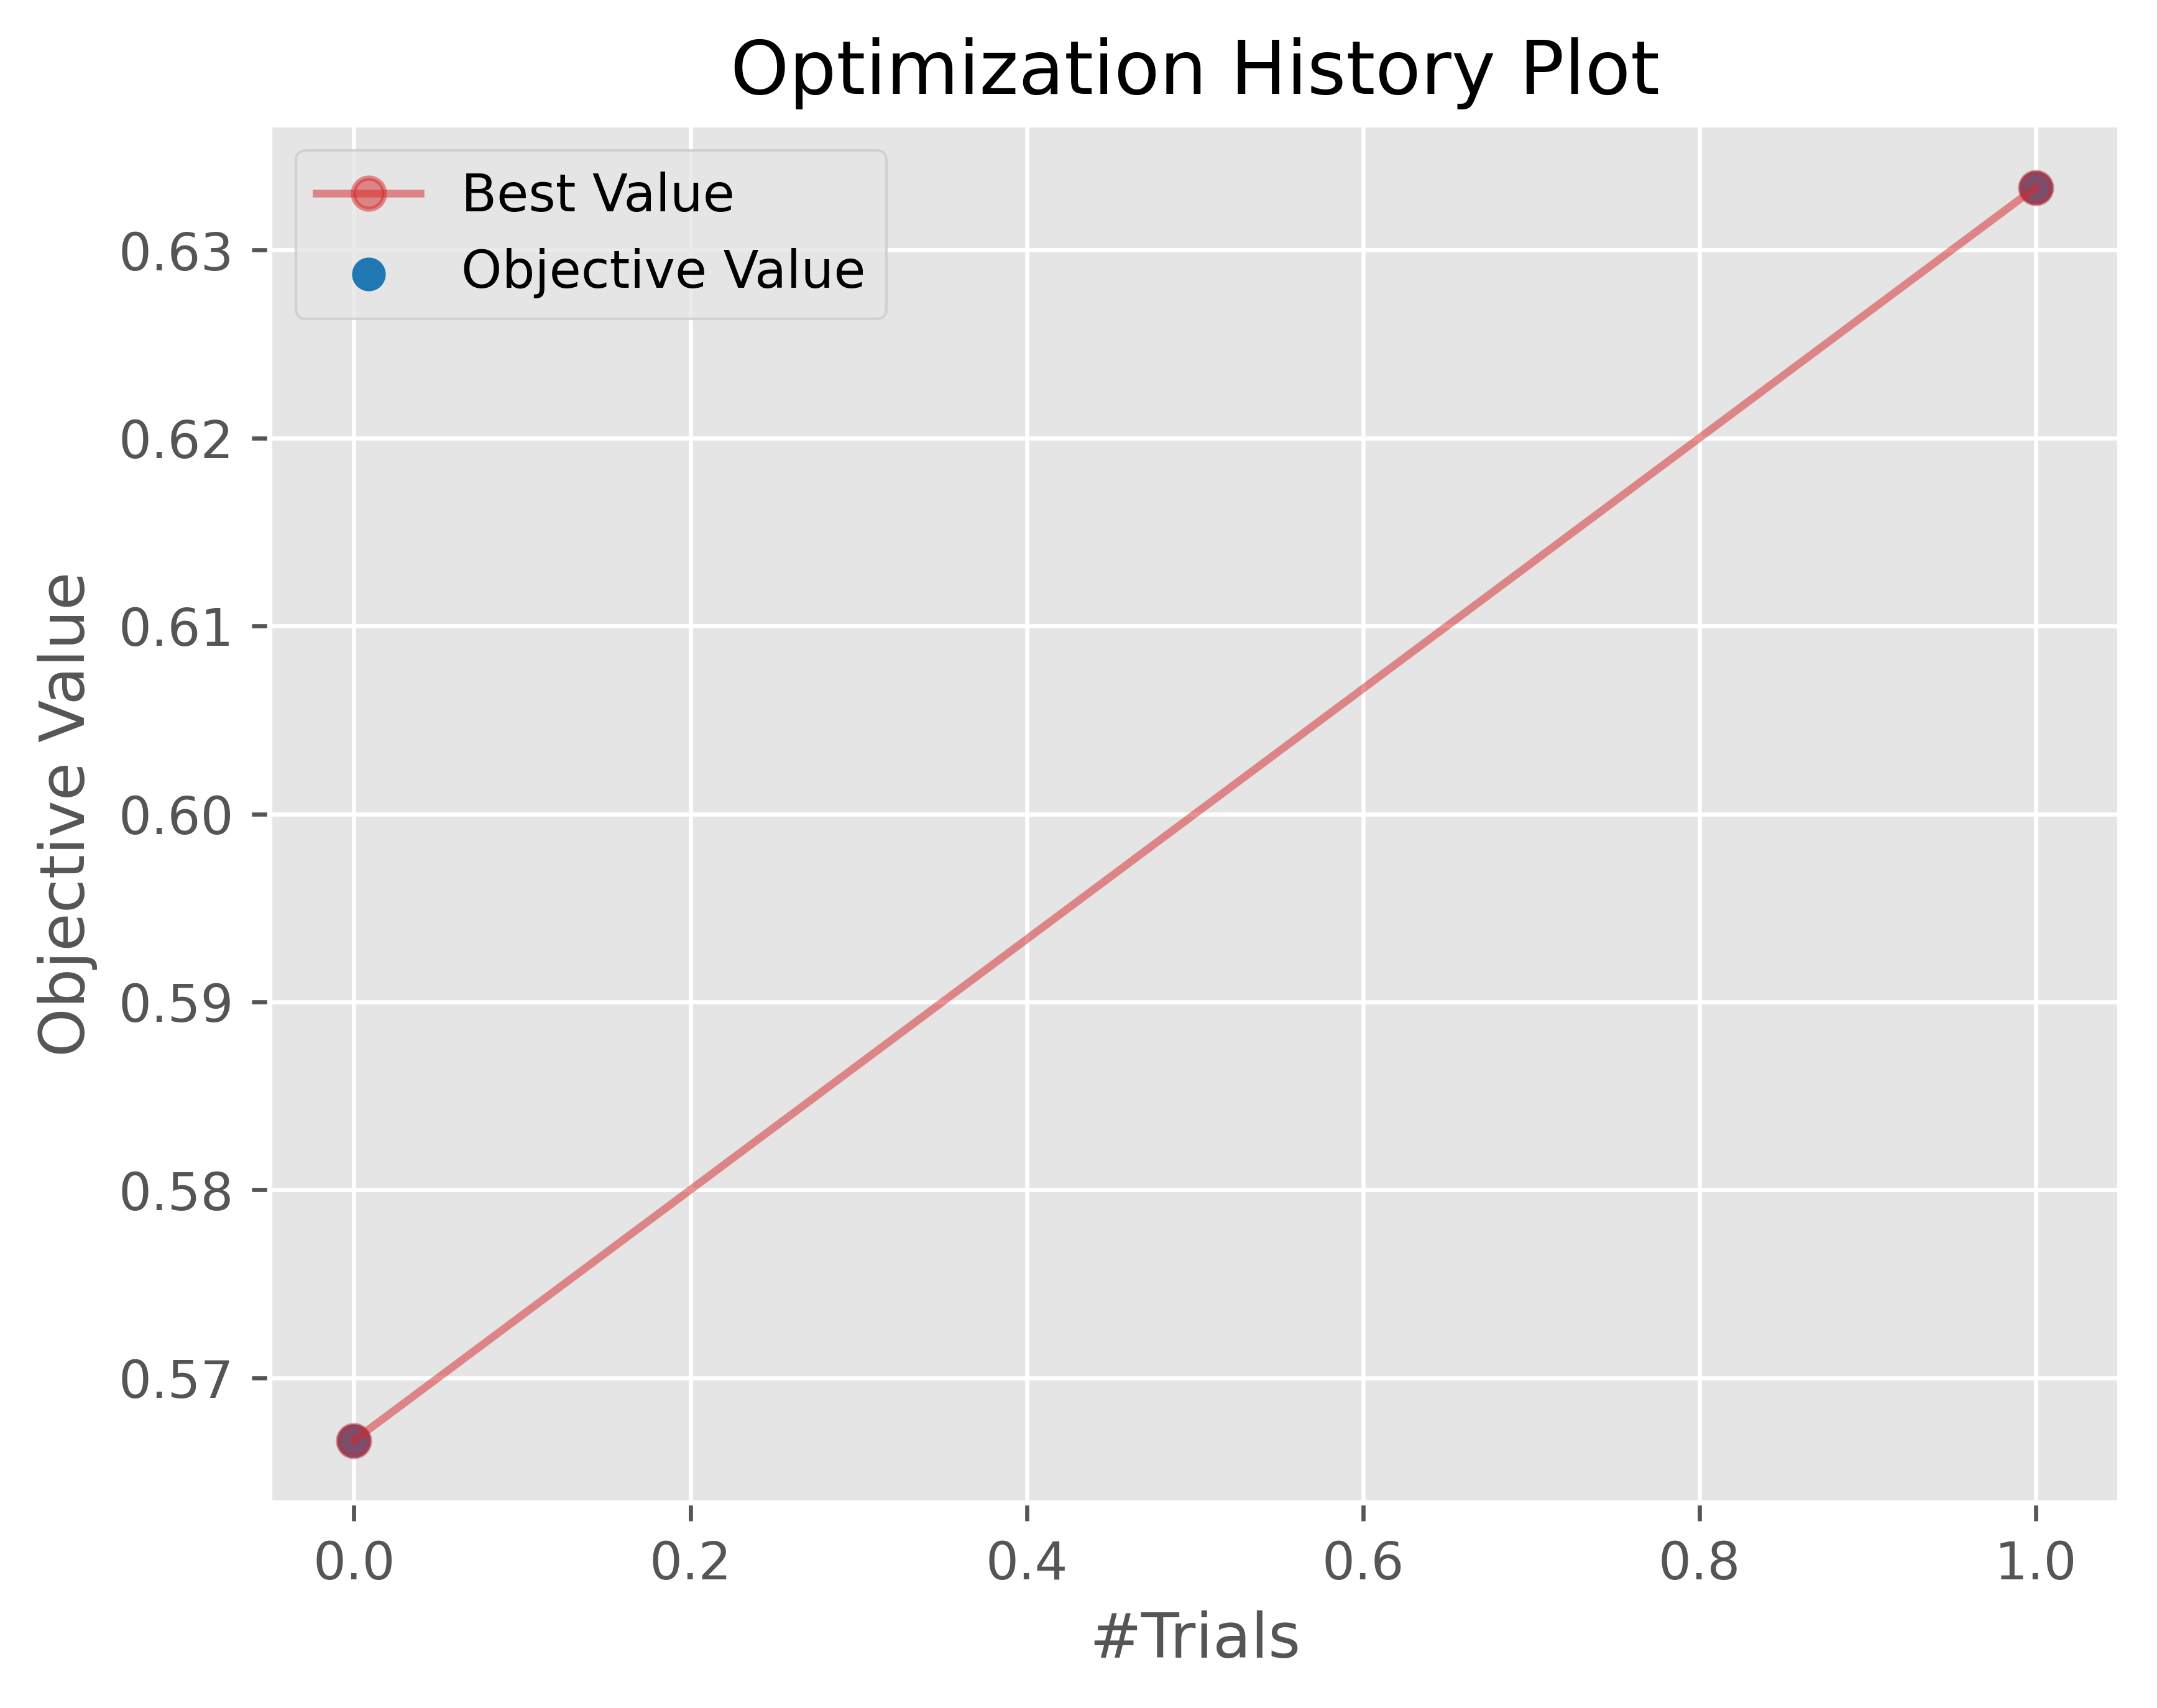 Optimization History Plot
Best Value
Objective Value
0.63
0.62
0.61
0.60
0.59
0.58
0.57
Objective Value
0.0 0.2 0.4 0.6 0.8 1.0
#Trials